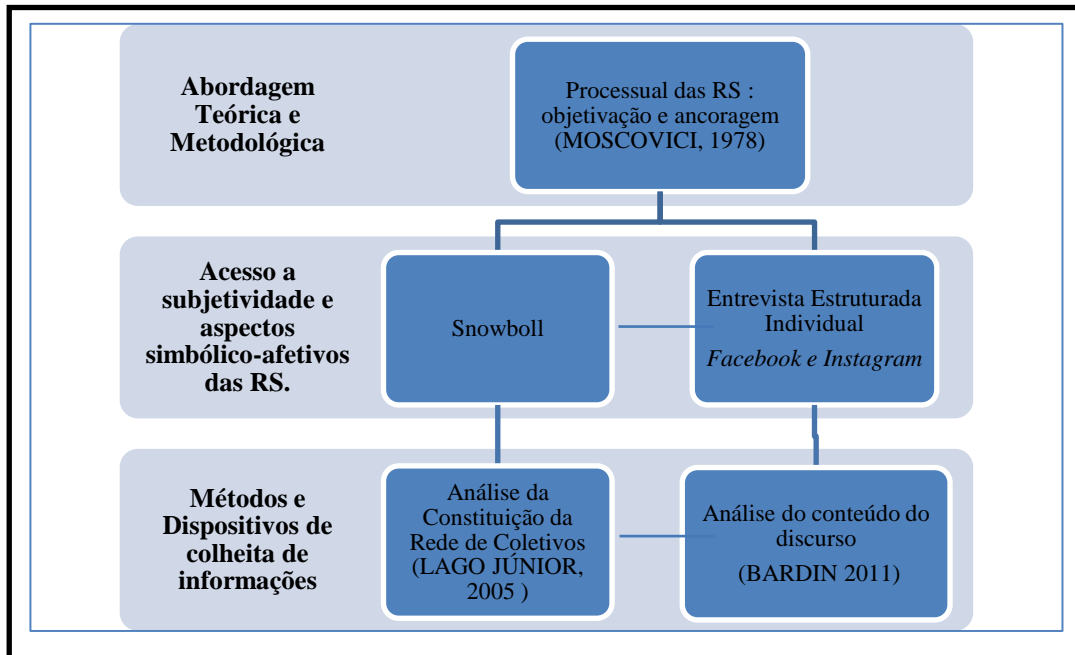 Abordagem
Teórica e
Metodológica
Processual das RS :
objetivação e ancoragem
(MOSCOVICI, 1978)
Acesso a
subjetividade e
aspectos
simbólico-afetivos
das RS.
Snowboll
Entrevista Estruturada
Individual
Facebook e Instagram
Métodos e
Dispositivos de
colheita de
informações
Análise da
Constituição da
Rede de Coletivos
(LAGO JÚNIOR,
2005 )
Análise do conteúdo do
discurso
(BARDIN 2011)